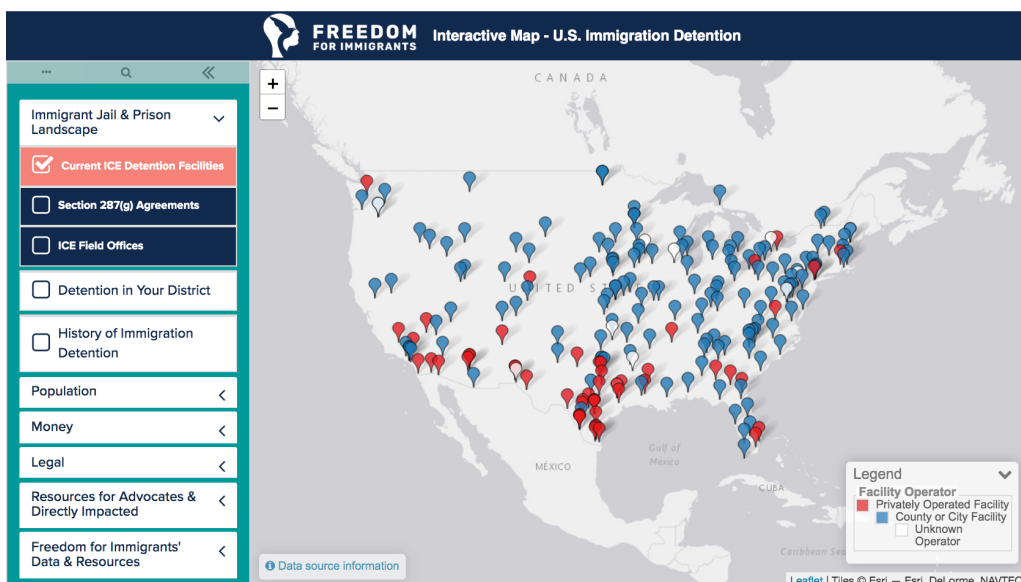 FREEDOM
FOR IMMIGRANTS
Interactive Map - U.S. Immigration Detention
Immigrant Jail & Prison
Landscape
Current ICE Detention Facilities
Section 287(g) Agreements
ICE Field Offices
Detention in Your District
History of Immigration
Detention
Population
Money
Legal
Resources for Advocates &
Directly Impacted
Freedom for Immigrants'
Data & Resources
+
−
CANADA
UNITED STATES
MÉXICO
Gulf of
Mexico
CUBA
Caribbean Sea
Legend
Facility Operator
Privately Operated Facility
County or City Facility
Unknown
Operator
Data source information
Leaflet | Tiles © Esri — Esri, DeLorme, NAVTEQ